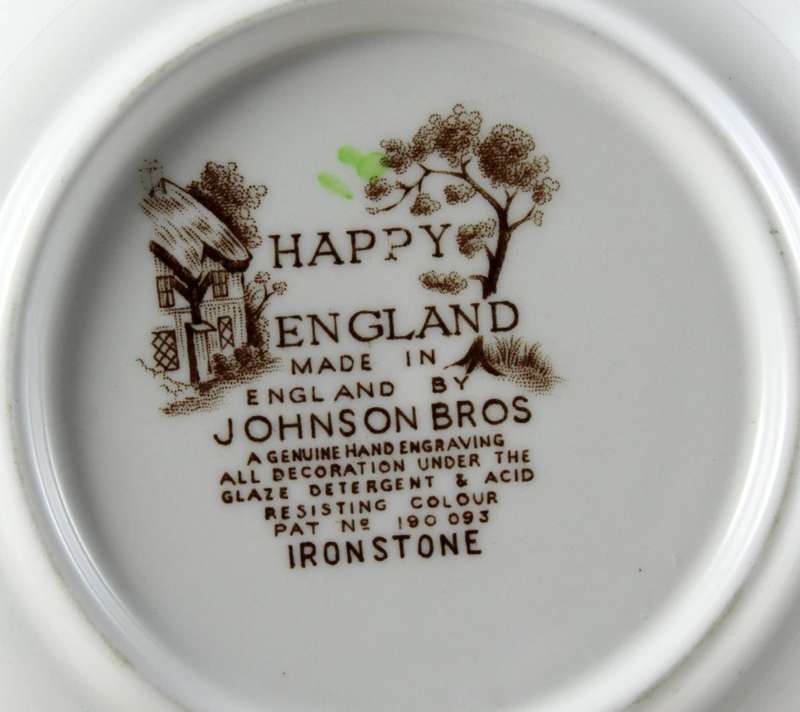 HAPPY
ENGLAND
MADE IN
ENGLAND BY
JOHNSON BROS
A GENUINE HAND ENGRAVING
ALL DECORATION UNDER THE
GLAZE DETERGENT & ACID
RESISTING COLOUR
PAT Nº 190 093
IRONSTONE